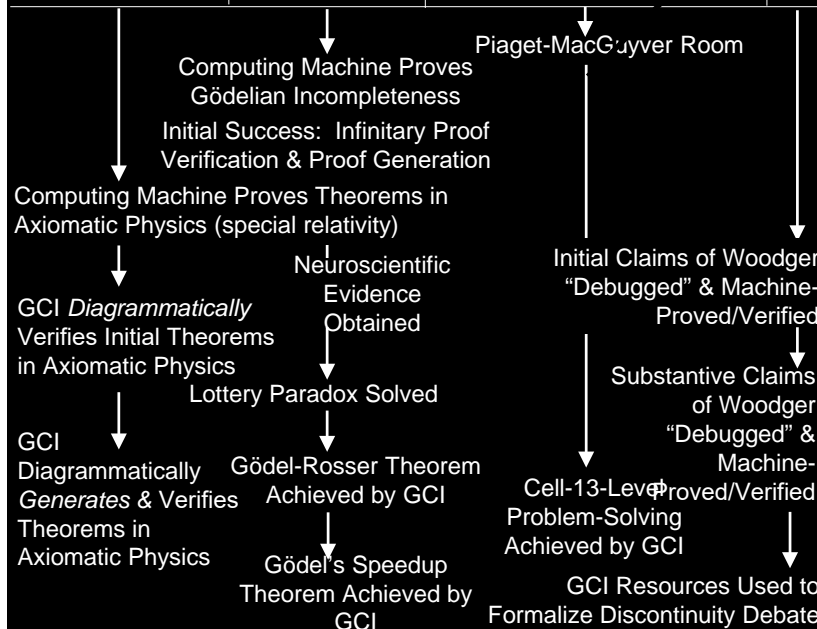 Piaget-MacGuyver Room
Computing Machine Proves
Gödelian Incompleteness
Initial Success: Infinitary Proof
Verification & Proof Generation
Computing Machine Proves Theorems in
Axiomatic Physics (special relativity)
Neuroscientific
Evidence
Obtained
GCI Diagrammatically
Verifies Initial Theorems
in Axiomatic Physics
Lottery Paradox Solved
GCI
Diagrammatically
Generates & Verifies
Theorems in
Axiomatic Physics
Gödel-Rosser Theorem
Achieved by GCI
Gödel's Speedup
Theorem Achieved by
GCI
Cell-13-Level
Problem-Solving
Achieved by GCI
Initial Claims of Woodger
“Debugged” & Machine-
Proved/Verified
Substantive Claims
of Woodger
“Debugged” &
Machine-
Proved/Verified
GCI Resources Used to
Formalize Discontinuity Debate